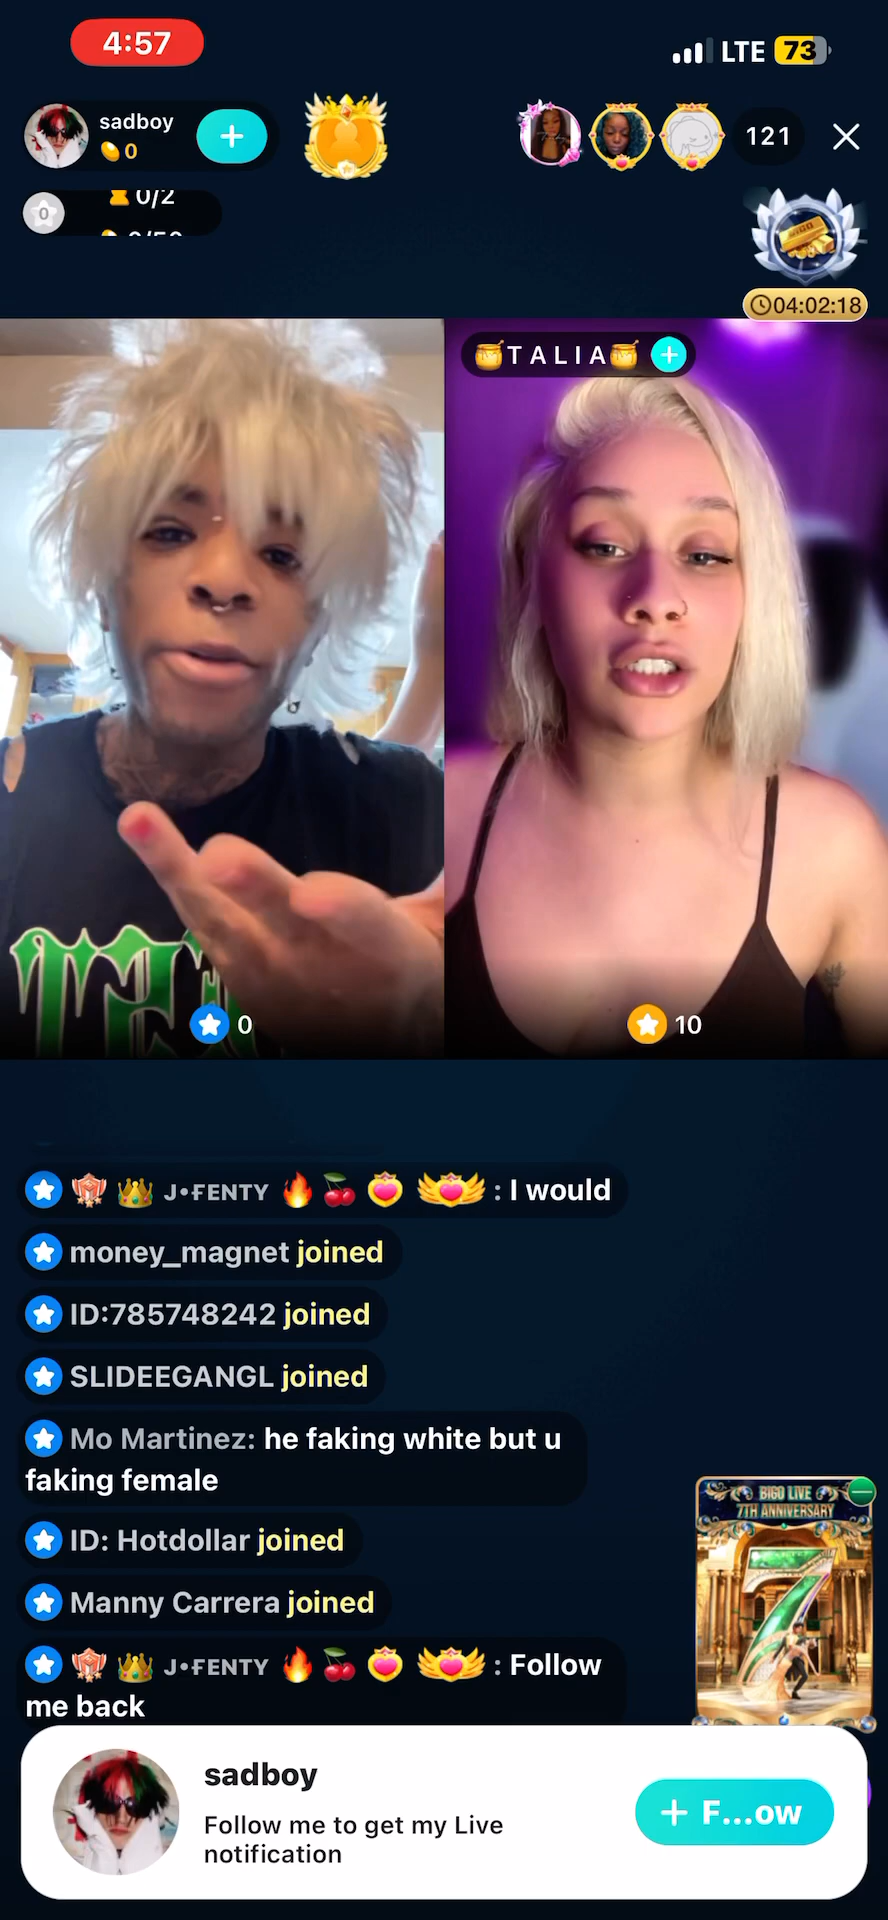 4:57
LTE 73
sadboy
0
121
0
0/2
04:02:18
🍯T A L I A🍯
0
10
J•FENTY 🔥 🍒 : I would
money_magnet joined
ID:785748242 joined
SLIDEEGANGL joined
Mo Martinez: he faking white but u
faking female
ID: Hotdollar joined
Manny Carrera joined
J•FENTY 🔥 🍒 : Follow
me back
BIGO LIVE
7TH ANNIVERSARY
7
sadboy
Follow me to get my Live
notification
+ F...ow